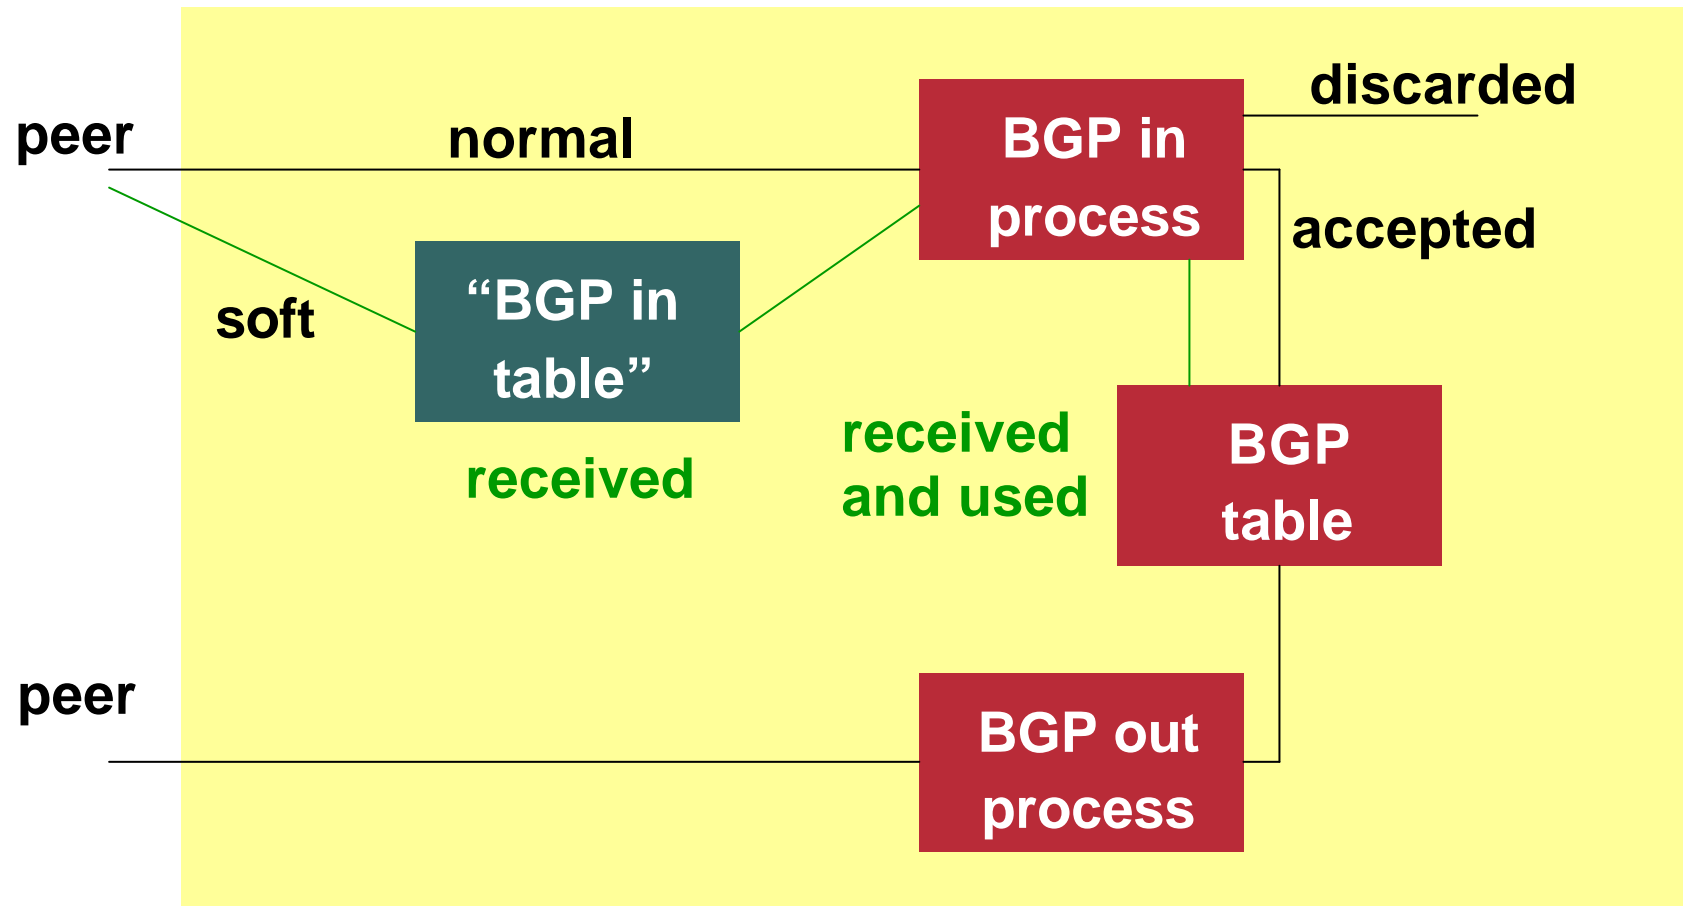 peer
normal
BGP in
process
discarded
accepted
soft
“BGP in
table”
received
received
and used
BGP
table
peer
BGP out
process